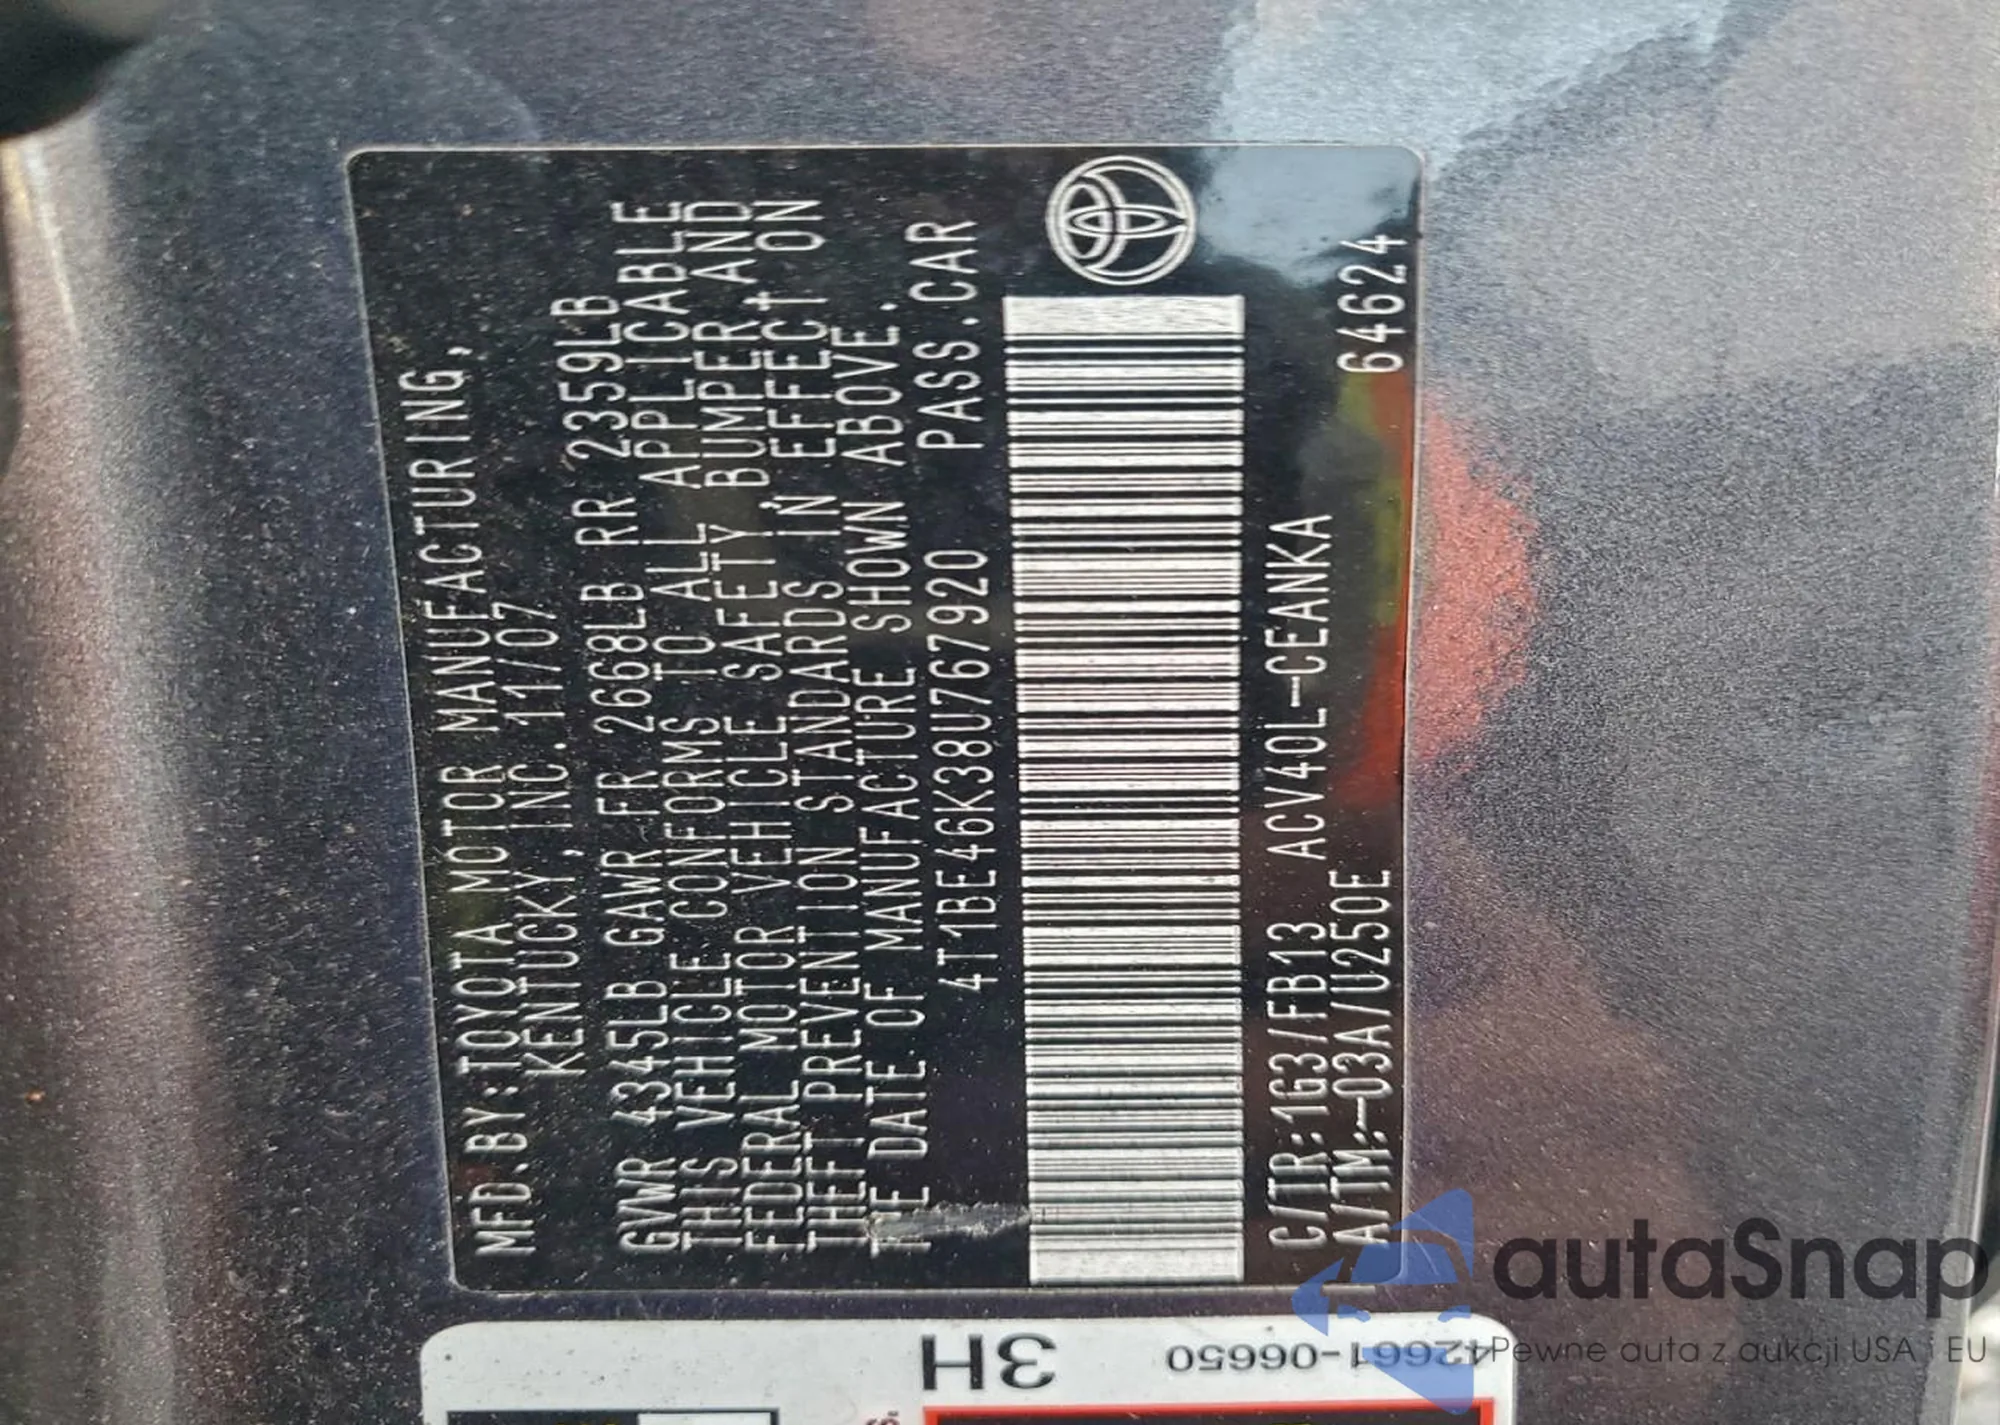 MFD.BY:TOYOTA MOTOR MANUFACTURING,
KENTUCKY,INC. 11/07
GVWR 4345LB GAWR FR 2668LB RR 2359LB
THIS VEHICLE CONFORMS TO ALL APPLICABLE
FEDERAL MOTOR VEHICLE SAFETY, BUMPER, AND
THEFT PREVENTION STANDARDS IN EFFECT ON
THE DATE OF MANUFACTURE SHOWN ABOVE.
4T1BE46K38U767920 PASS.CAR
C/TR:1G3/FB13 ACV40L-CEANKA 64624
A/TM:-03A/U250E
3H
42661-06650
autaSnap
Pewne auta z aukcji USA i EU